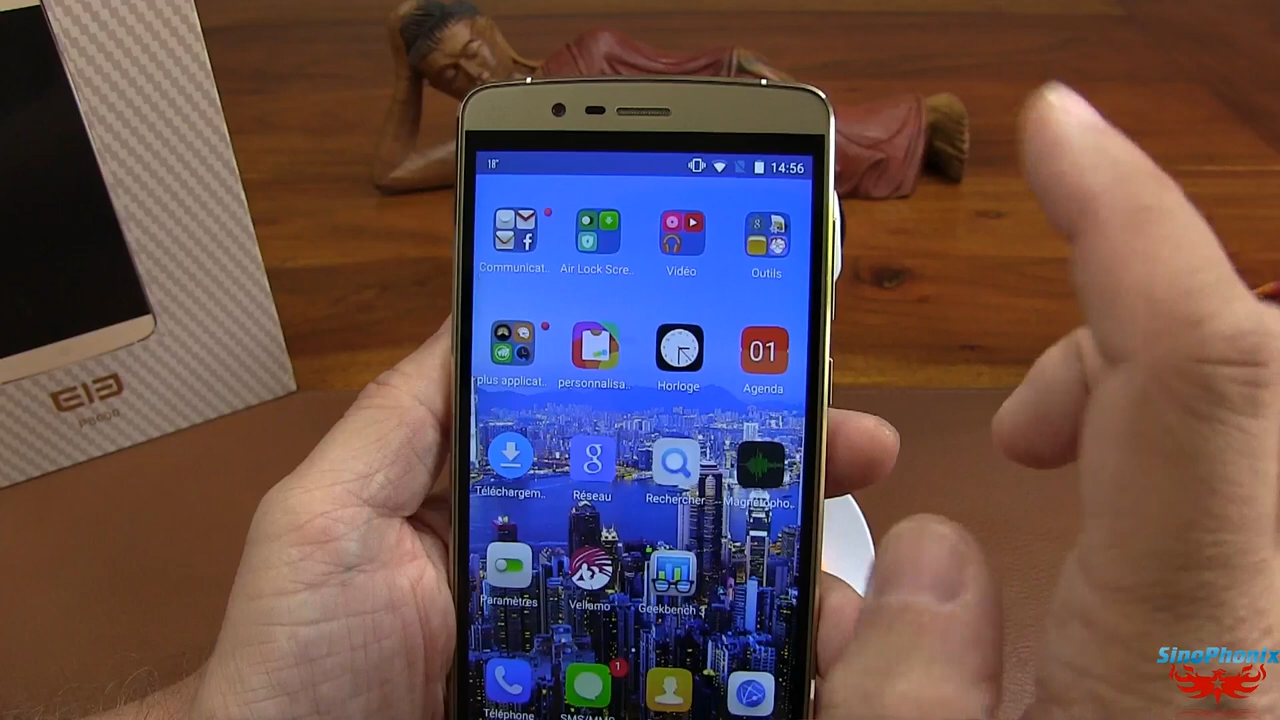 18°
14:56
Communicat..
Air Lock Scre..
Vidéo
Outils
plus applicat..
personnalisa..
Horloge
01
Agenda
Téléchargem..
g
Réseau
Rechercher
Magnétopho..
Paramètres
Vellamo
Geekbench 3
1
Téléphone
SMS/MMS
P6000
SinoPhonix